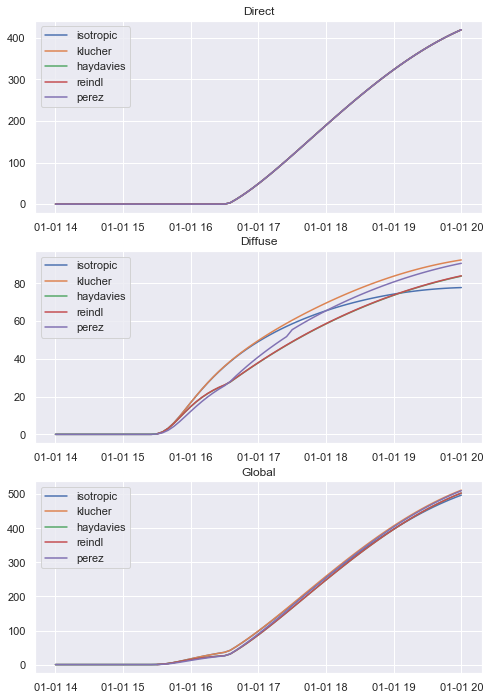 Direct
400
300
200
100
0
isotropic
klucher
haydavies
reindl
perez
01-01 14 01-01 15 01-01 16 01-01 17 01-01 18 01-01 19 01-01 20
Diffuse
80
60
40
20
0
isotropic
klucher
haydavies
reindl
perez
01-01 14 01-01 15 01-01 16 01-01 17 01-01 18 01-01 19 01-01 20
Global
500
400
300
200
100
0
isotropic
klucher
haydavies
reindl
perez
01-01 14 01-01 15 01-01 16 01-01 17 01-01 18 01-01 19 01-01 20